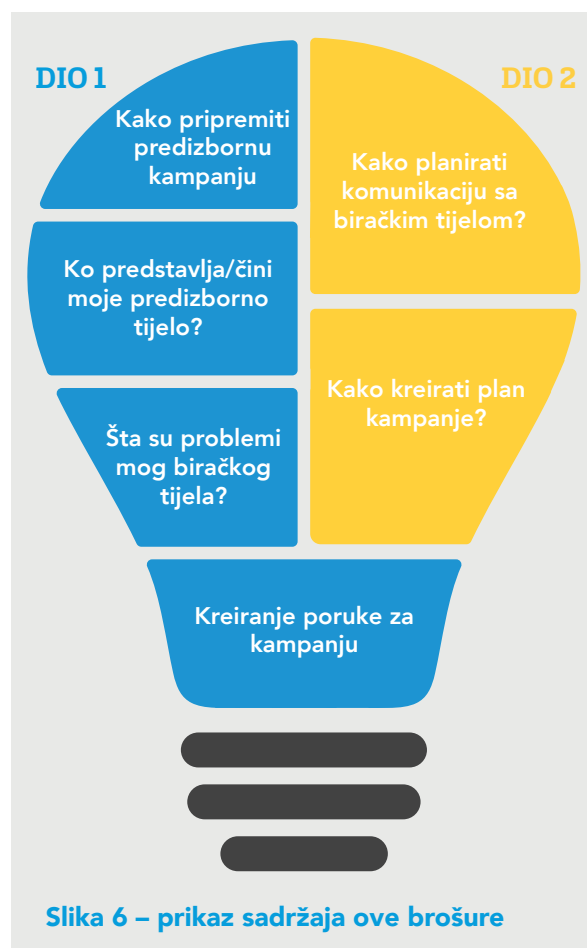 DIO 1
Kako pripremiti
predizbornu
kampanju
Ko predstavlja/čini
moje predizborno
tijelo?
Šta su problemi
mog biračkog
tijela?
Kreiranje poruke za
kampanju
DIO 2
Kako planirati
komunikaciju sa
biračkim tijelom?
Kako kreirati plan
kampanje?
Slika 6 – prikaz sadržaja ove brošure